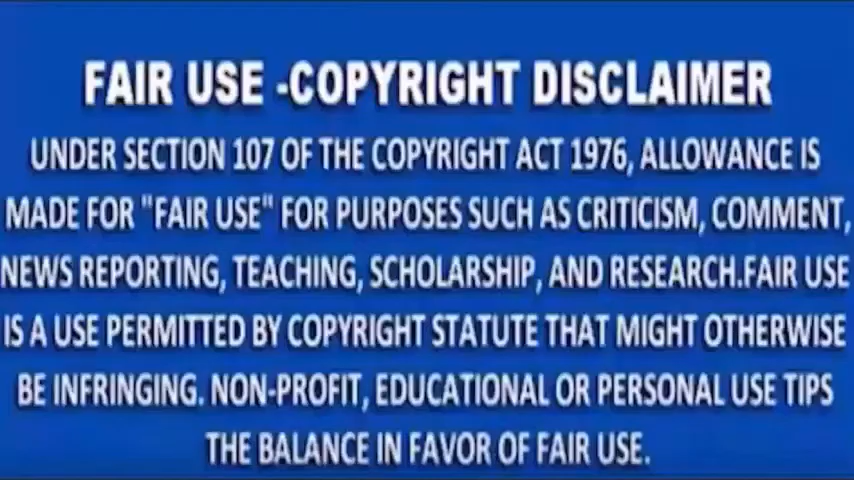 FAIR USE -COPYRIGHT DISCLAIMER
UNDER SECTION 107 OF THE COPYRIGHT ACT 1976, ALLOWANCE IS
MADE FOR "FAIR USE" FOR PURPOSES SUCH AS CRITICISM, COMMENT,
NEWS REPORTING, TEACHING, SCHOLARSHIP, AND RESEARCH.FAIR USE
IS A USE PERMITTED BY COPYRIGHT STATUTE THAT MIGHT OTHERWISE
BE INFRINGING. NON-PROFIT, EDUCATIONAL OR PERSONAL USE TIPS
THE BALANCE IN FAVOR OF FAIR USE.